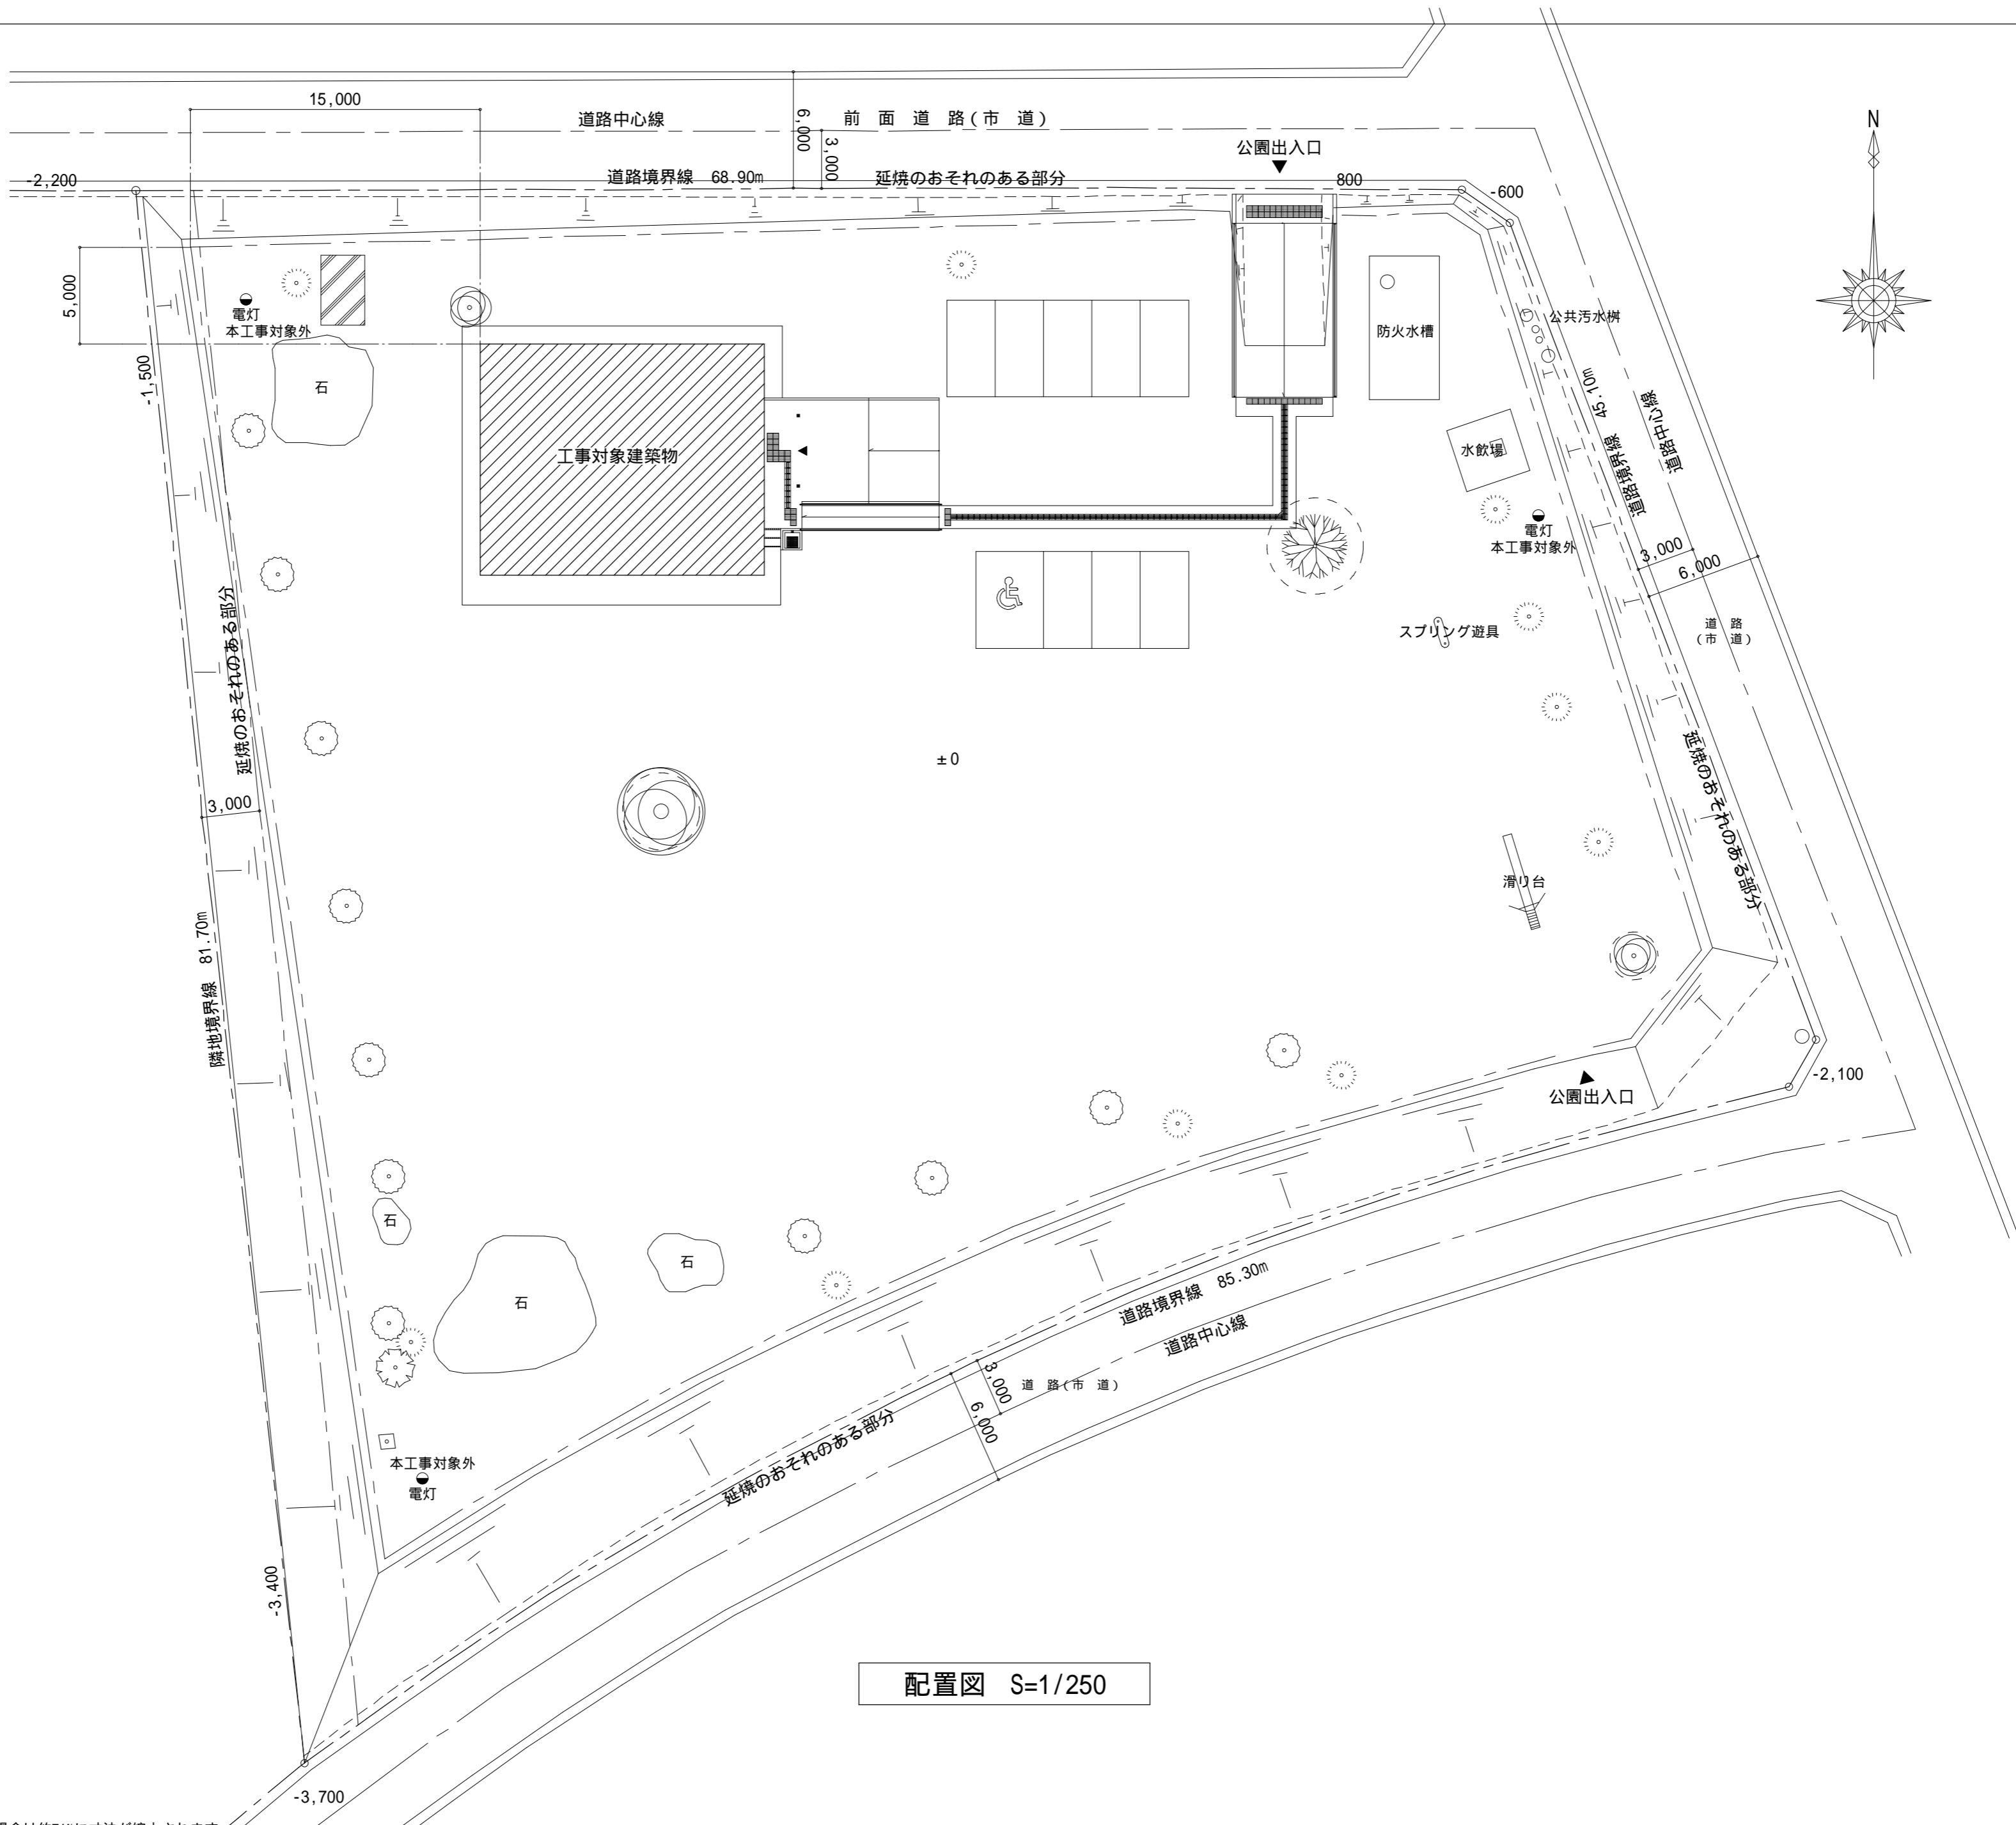 15,000
道路中心線
前 面 道 路(市 道)
6,000
3,000
N
公園出入口
-2,200
道路境界線 68.90m
延焼のおそれのある部分
800
-600
5,000
電灯
本工事対象外
石
-1,500
工事対象建築物
防火水槽
公共汚水桝
水飲場
道路境界線 45.10m
道路中心線
電灯
本工事対象外
3,000
6,000
道 路
(市 道)
スプリング遊具
延焼のおそれのある部分
±0
3,000
延焼のおそれのある部分
滑り台
隣地境界線 81.70m
-2,100
公園出入口
石
石
石
道路境界線 85.30m
道路中心線
3,000
道 路(市 道)
6,000
延焼のおそれのある部分
本工事対象外
電灯
-3,400
配置図 S=1/250
-3,700